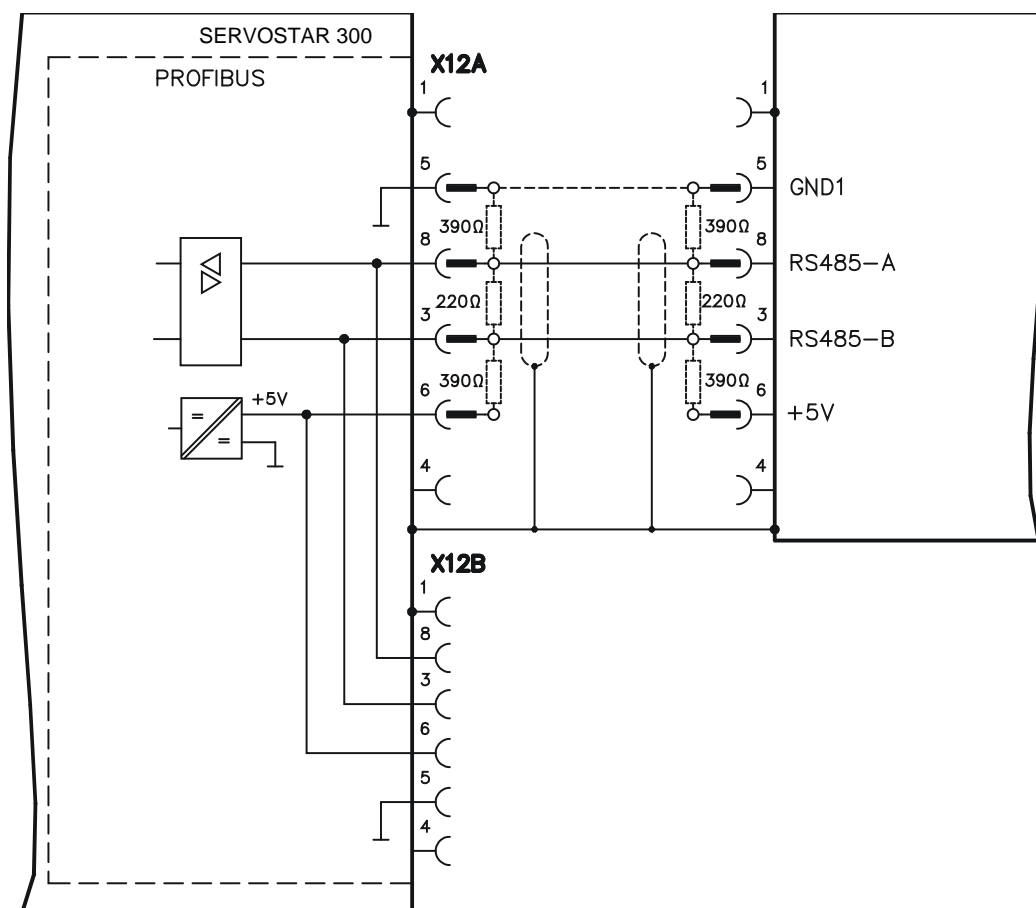 SERVOSTAR 300
PROFIBUS
X12A
1
1
5
5
GND1
390Ω
390Ω
8
8
RS485-A
220Ω
220Ω
3
3
RS485-B
390Ω
390Ω
+5V
6
6
+5V
=
=
4
4
X12B
1
8
3
6
5
4